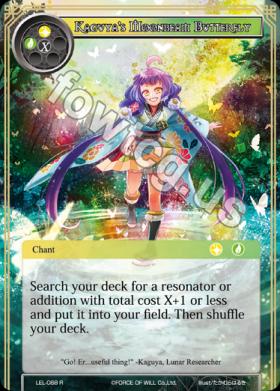 Kaguya's Moonbeam Butterfly
X
Chant
Search your deck for a resonator or
addition with total cost X+1 or less
and put it into your field. Then shuffle
your deck.
"Go! Er...useful thing!" -Kaguya, Lunar Researcher
LEL-088 R
©FORCE OF WILL Co.,Ltd.
fowtcg.us